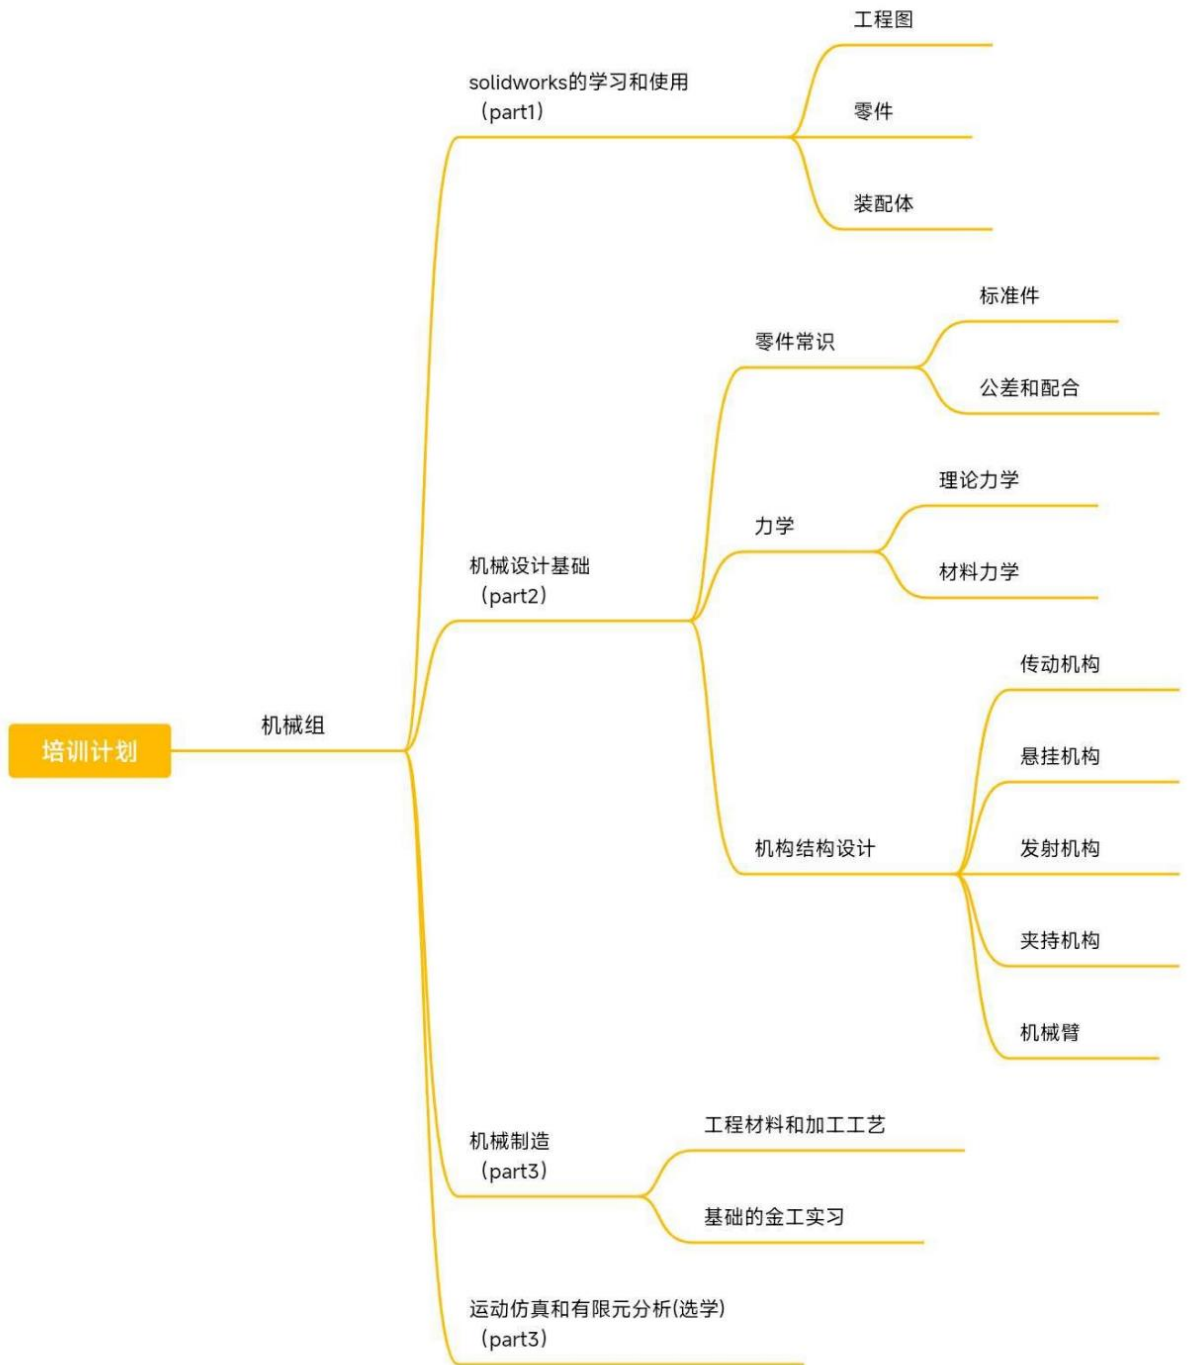 工程图
solidworks的学习和使用
（part1）
零件
装配体
标准件
零件常识
公差和配合
理论力学
力学
机械设计基础
（part2）
材料力学
传动机构
机械组
培训计划
悬挂机构
机构结构设计
发射机构
夹持机构
机械臂
工程材料和加工工艺
机械制造
（part3）
基础的金工实习
运动仿真和有限元分析(选学)
（part3）